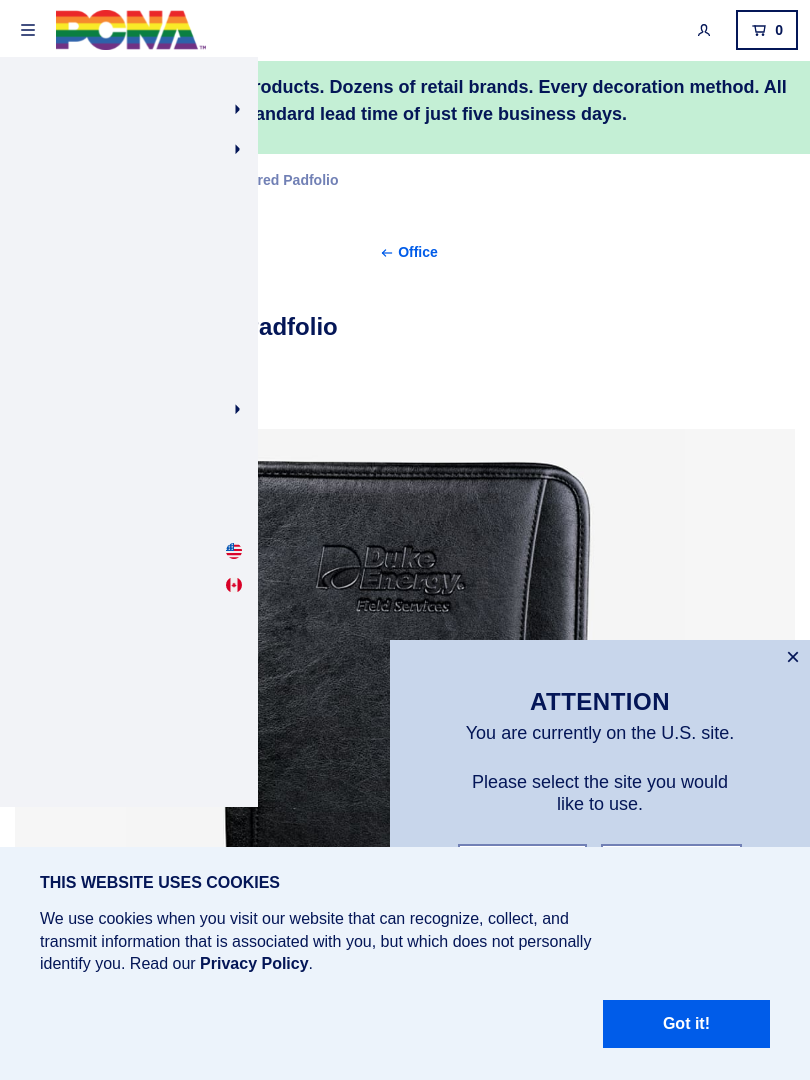 PCNA
TM
0
roducts. Dozens of retail brands. Every decoration method. All
andard lead time of just five business days.
red Padfolio
← Office
adfolio
Duke
Energy®
Field Services
×
ATTENTION
You are currently on the U.S. site.
Please select the site you would
like to use.
THIS WEBSITE USES COOKIES
We use cookies when you visit our website that can recognize, collect, and
transmit information that is associated with you, but which does not personally
identify you. Read our Privacy Policy.
Got it!